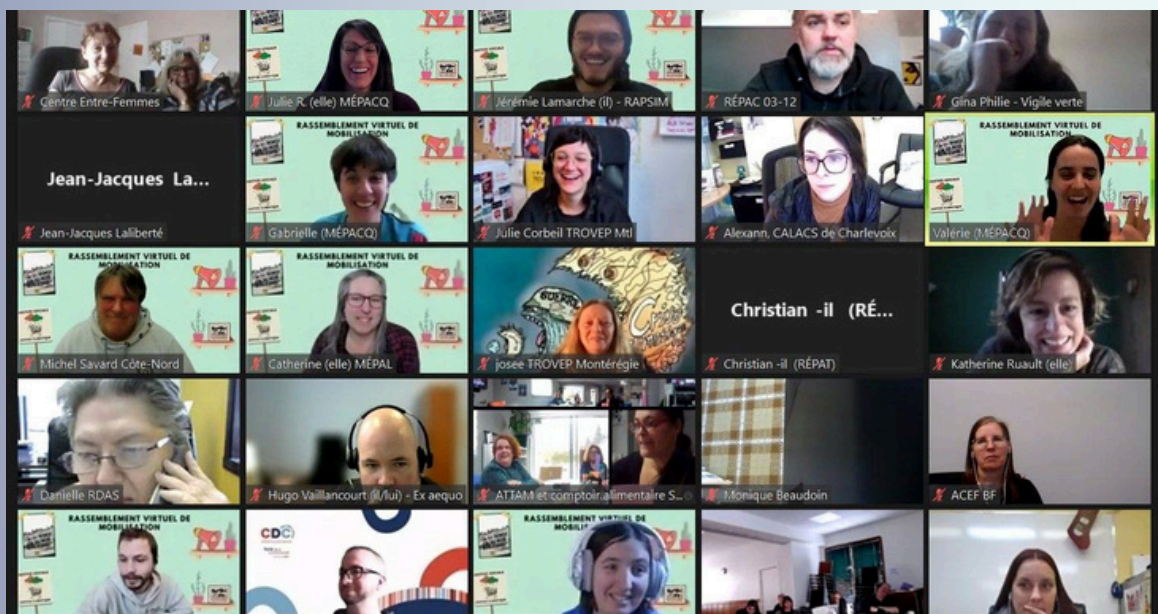 Centre Entre-Femmes
Julie R. (elle) MÉPACQ
Jérémie Lamarche (il) - RAPSIM
RÉPAC 03-12
Gina Philie - Vigile verte
Jean-Jacques La...
Jean-Jacques Laliberté
RASSEMBLEMENT VIRTUEL DE
MOBILISATION
Gabrielle (MÉPACQ)
Julie Corbeil TROVEP Mtl
Alexann, CALACS de Charlevoix
RASSEMBLEMENT VIRTUEL DE
MOBILISATION
Valérie (MÉPACQ)
RASSEMBLEMENT VIRTUEL DE
MOBILISATION
Michel Savard Côte-Nord
RASSEMBLEMENT VIRTUEL DE
MOBILISATION
Catherine (elle) MÉPAL
GUERRE
josee TROVEP Montérégie
Christian -il (RÉ...
Christian -il (RÉPAT)
Katherine Ruault (elle)
Danielle RDAS
Hugo Vaillancourt (il/lui) - Ex aequo
ATTAM et comptoir alimentaire S...
Monique Beaudoin
ACEF BF
RASSEMBLEMENT VIRTUEL DE
MOBILISATION
CDC
RASSEMBLEMENT VIRTUEL DE
MOBILISATION